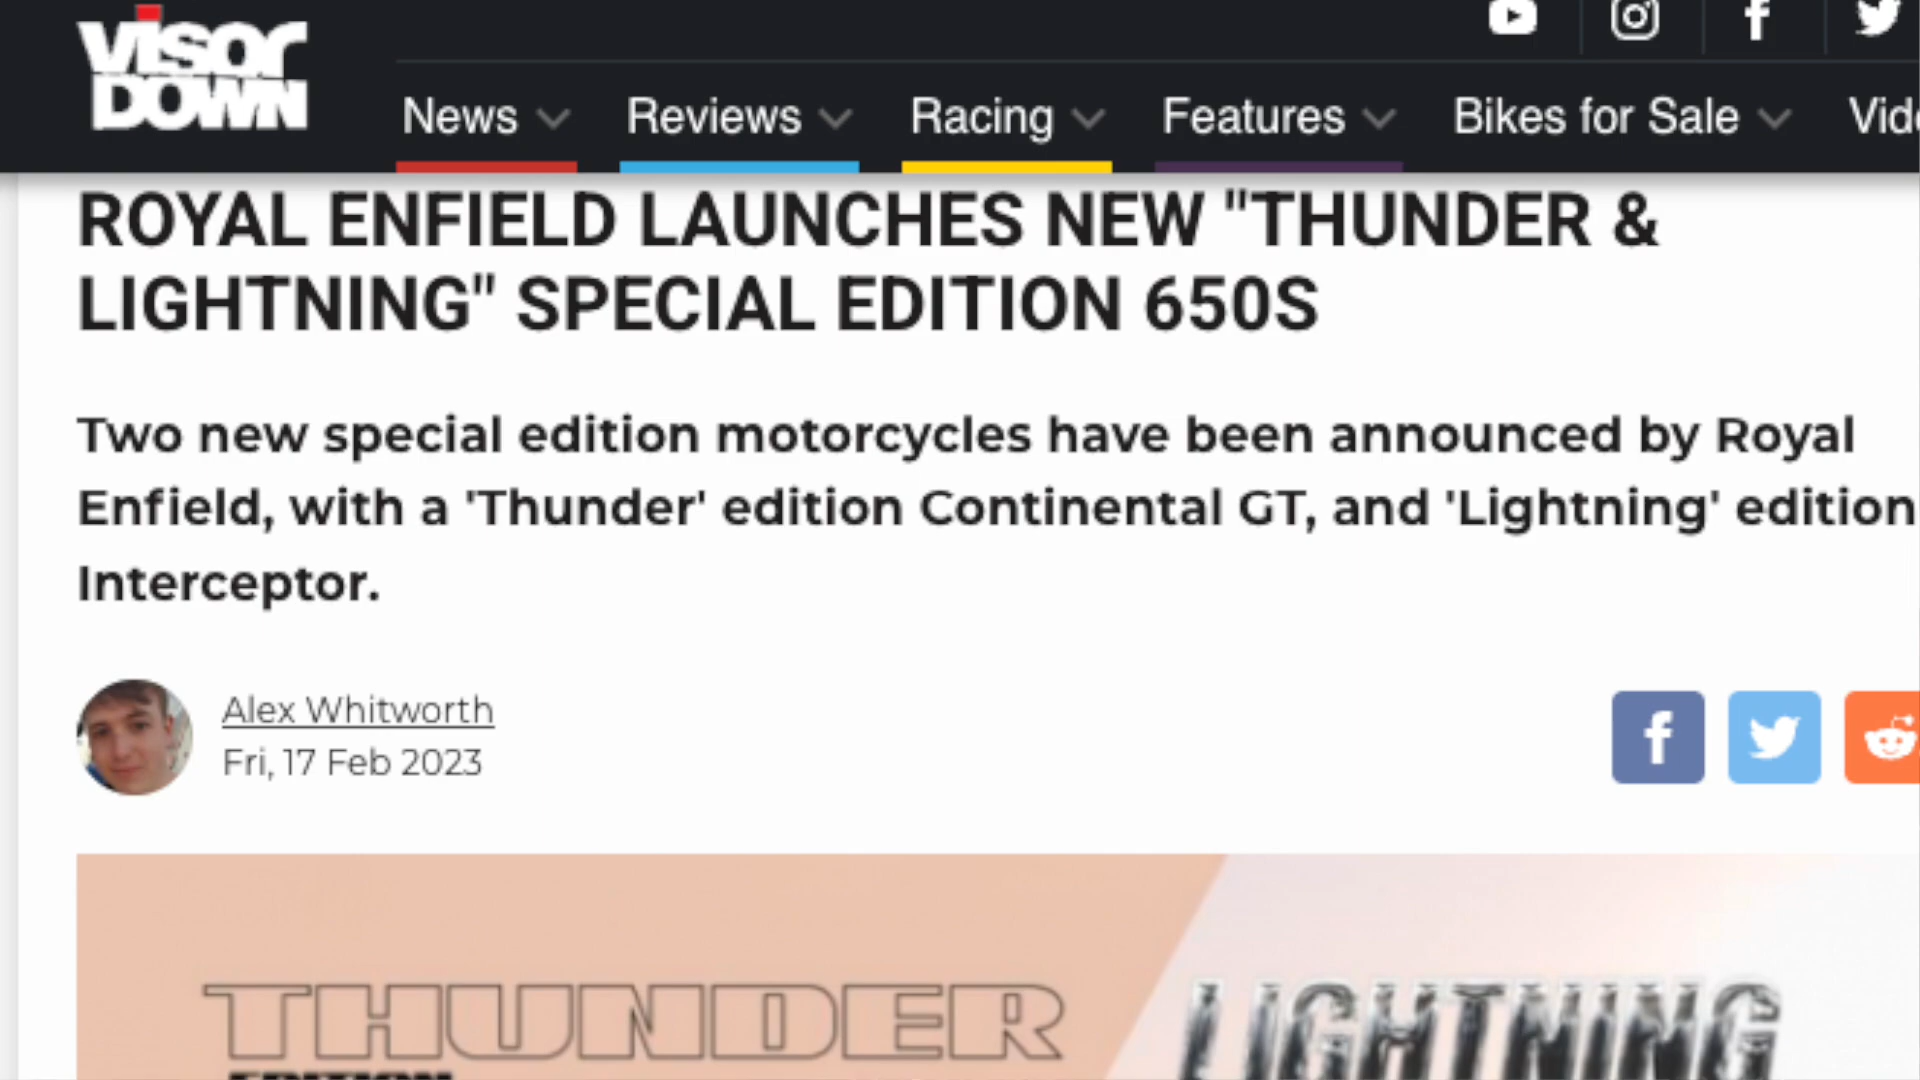 VISOR
DOWN
News Reviews Racing Features Bikes for Sale
ROYAL ENFIELD LAUNCHES NEW "THUNDER &
LIGHTNING" SPECIAL EDITION 650S
Two new special edition motorcycles have been announced by Royal
Enfield, with a 'Thunder' edition Continental GT, and 'Lightning' edition
Interceptor.
Alex Whitworth
Fri, 17 Feb 2023
THUNDER LIGHTNING
EDITION